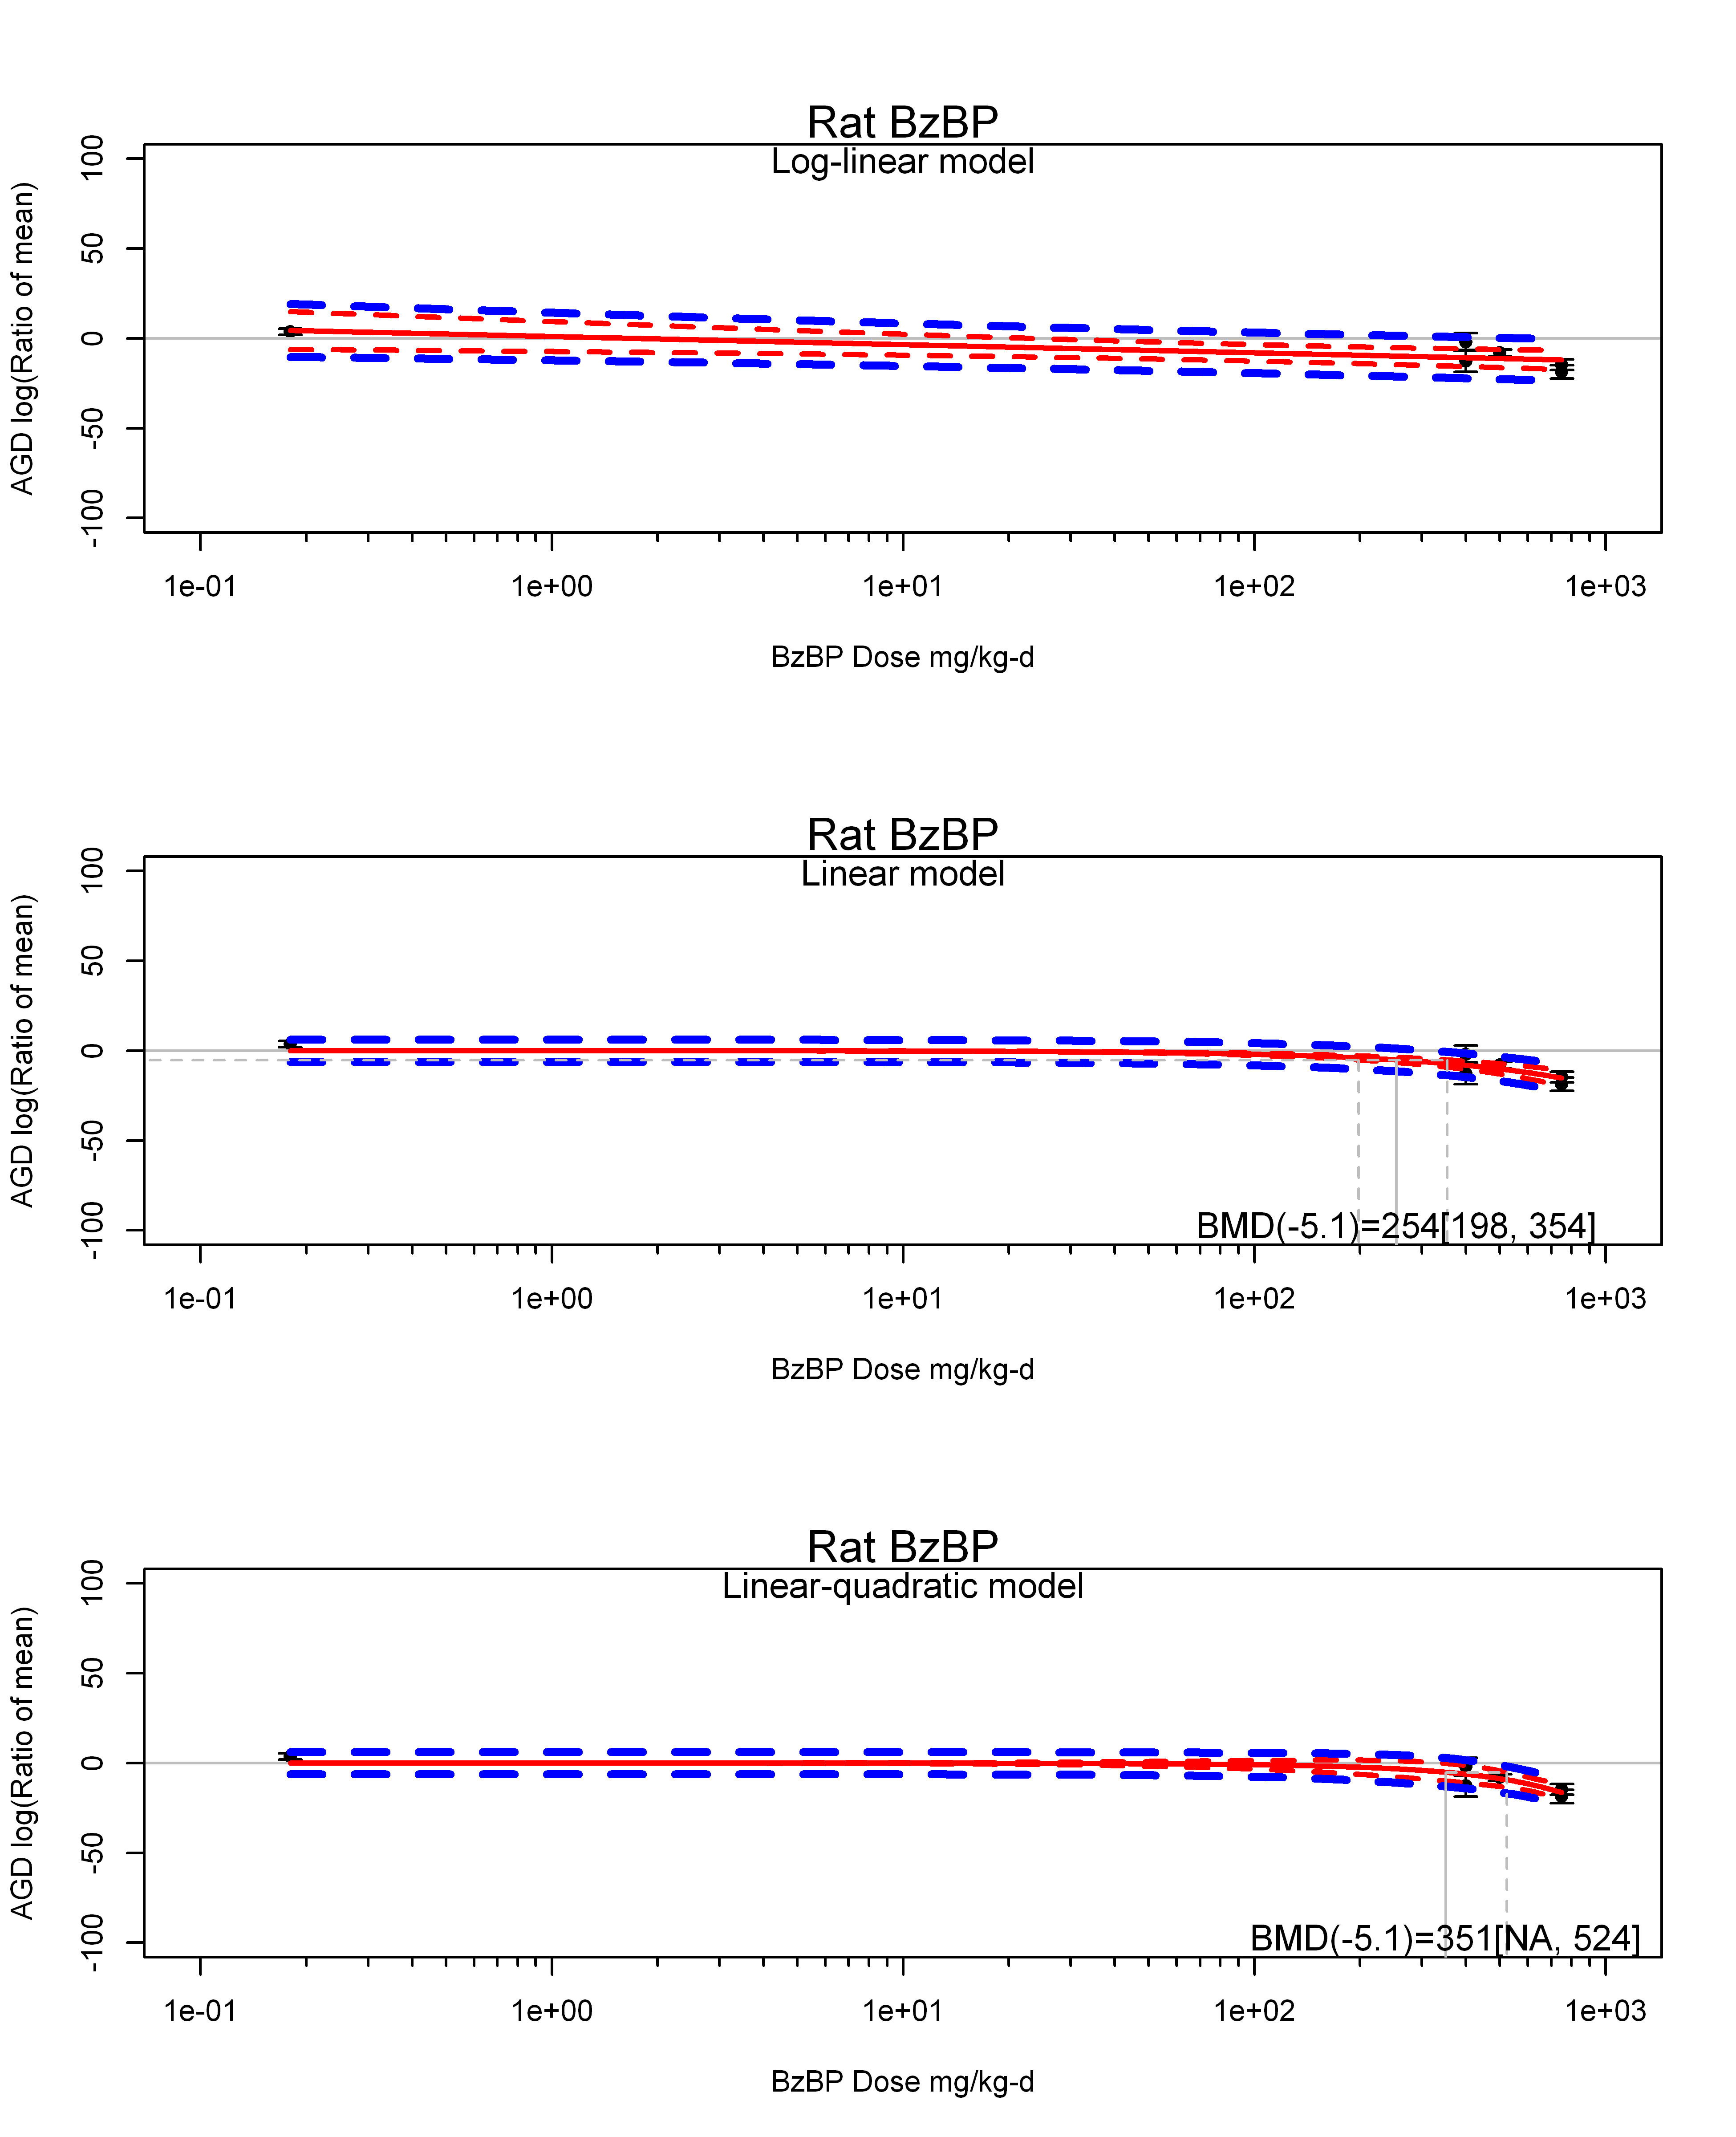 Rat BzBP
Log-linear model
AGD log(Ratio of mean)
100
50
0
-50
-100
1e-01 1e+00 1e+01 1e+02 1e+03
BzBP Dose mg/kg-d
Rat BzBP
Linear model
AGD log(Ratio of mean)
100
50
0
-50
-100
BMD(-5.1)=254[198, 354]
1e-01 1e+00 1e+01 1e+02 1e+03
BzBP Dose mg/kg-d
Rat BzBP
Linear-quadratic model
AGD log(Ratio of mean)
100
50
0
-50
-100
BMD(-5.1)=351[NA, 524]
1e-01 1e+00 1e+01 1e+02 1e+03
BzBP Dose mg/kg-d